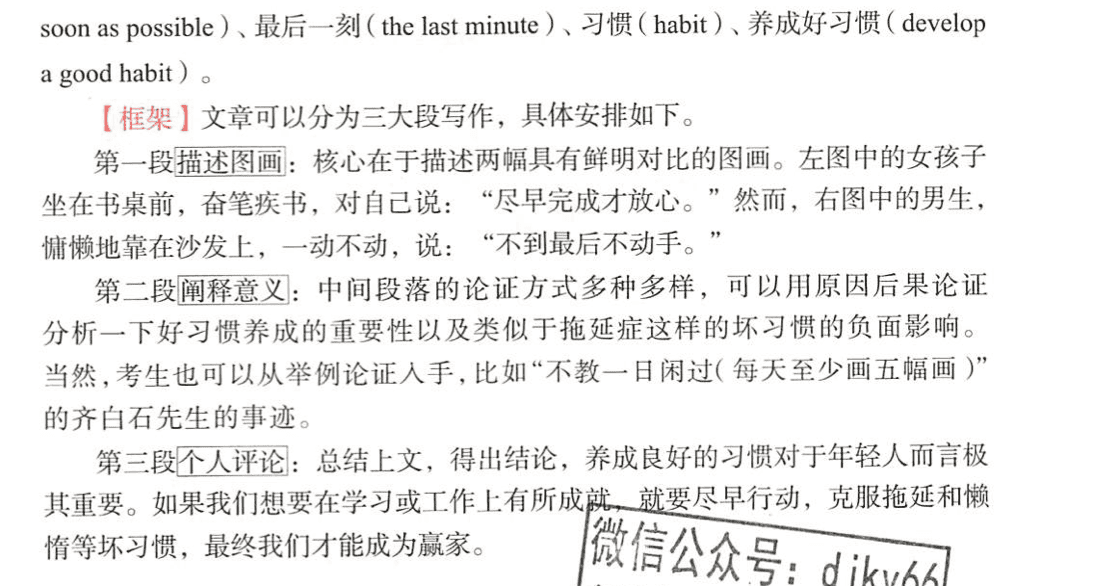 soon as possible）、最后一刻（the last minute）、习惯（habit）、养成好习惯（develop
a good habit）。
【框架】文章可以分为三大段写作，具体安排如下。
第一段描述图画：核心在于描述两幅具有鲜明对比的图画。左图中的女孩子
坐在书桌前，奋笔疾书，对自己说：“尽早完成才放心。”然而，右图中的男生，
慵懒地靠在沙发上，一动不动，说：“不到最后不动手。”
第二段阐释意义：中间段落的论证方式多种多样，可以用原因后果论证
分析一下好习惯养成的重要性以及类似于拖延症这样的坏习惯的负面影响。
当然，考生也可以从举例论证入手，比如“不教一日闲过（每天至少画五幅画）”
的齐白石先生的事迹。
第三段个人评论：总结上文，得出结论，养成良好的习惯对于年轻人而言极
其重要。如果我们想要在学习或工作上有所成就，就要尽早行动，克服拖延和懒
惰等坏习惯，最终我们才能成为赢家。
微信公众号：djky66